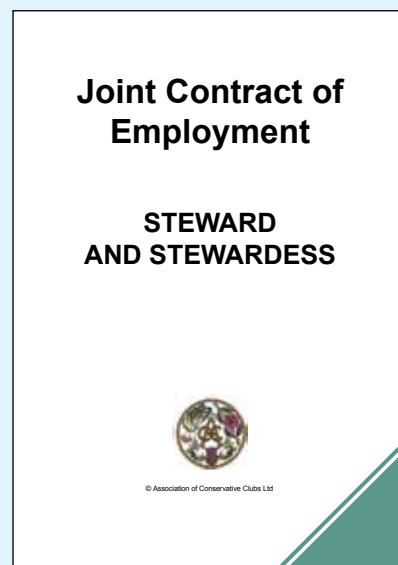 Joint Contract of
Employment
STEWARD
AND STEWARDESS
© Association of Conservative Clubs Ltd